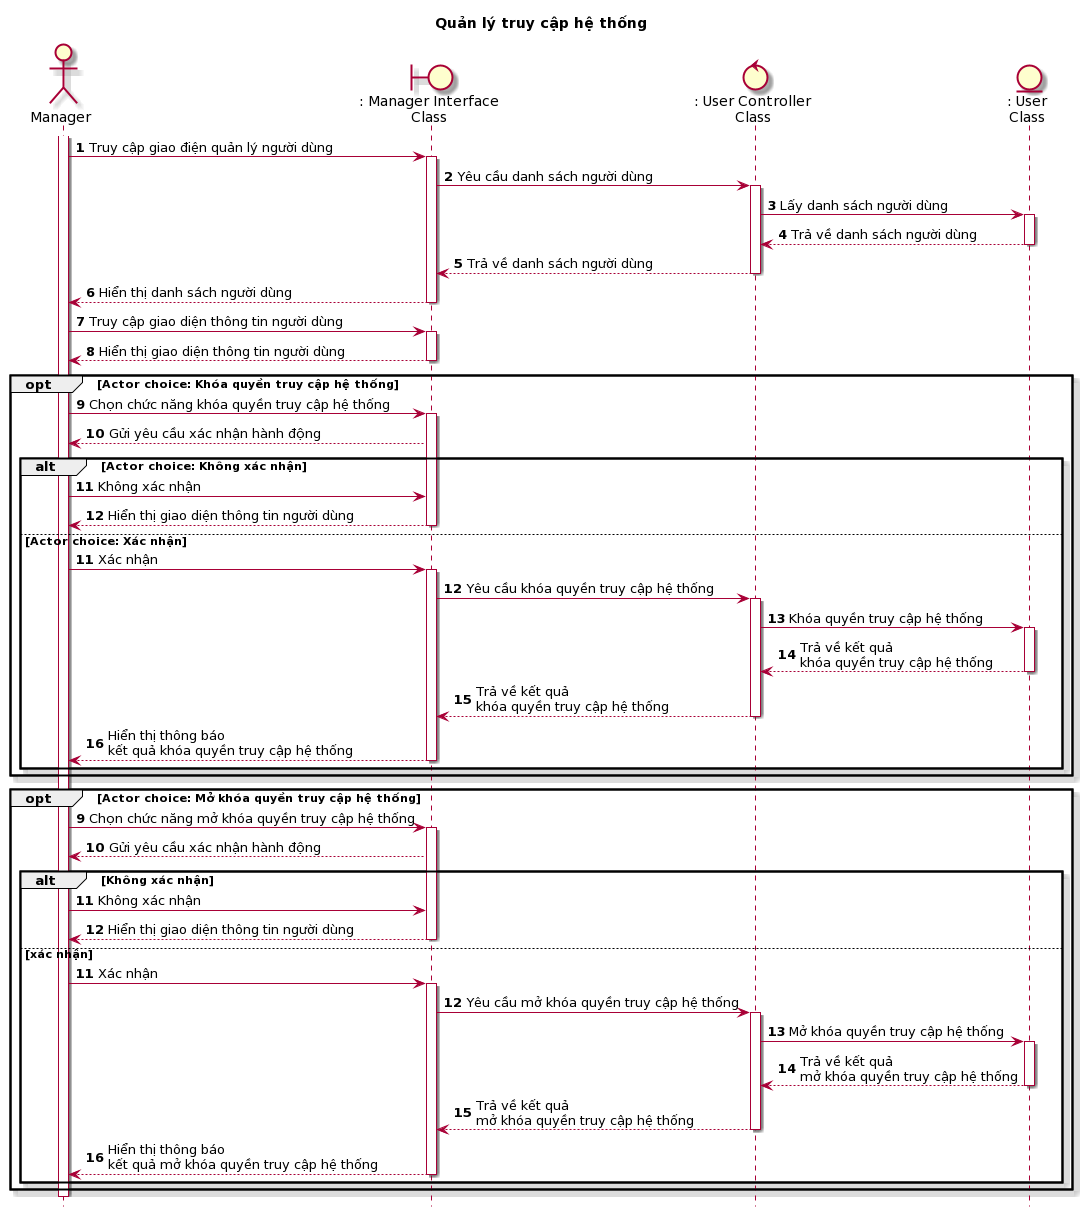 Quản lý truy cập hệ thống
Manager
: Manager Interface
Class
: User Controller
Class
: User
Class
1 Truy cập giao điện quản lý người dùng
2 Yêu cầu danh sách người dùng
3 Lấy danh sách người dùng
4 Trả về danh sách người dùng
5 Trả về danh sách người dùng
6 Hiển thị danh sách người dùng
7 Truy cập giao diện thông tin người dùng
8 Hiển thị giao diện thông tin người dùng
opt [Actor choice: Khóa quyền truy cập hệ thống]
9 Chọn chức năng khóa quyền truy cập hệ thống
10 Gửi yêu cầu xác nhận hành động
alt [Actor choice: Không xác nhận]
11 Không xác nhận
12 Hiển thị giao diện thông tin người dùng
[Actor choice: Xác nhận]
11 Xác nhận
12 Yêu cầu khóa quyền truy cập hệ thống
13 Khóa quyền truy cập hệ thống
14 Trả về kết quả
khóa quyền truy cập hệ thống
15 Trả về kết quả
khóa quyền truy cập hệ thống
16 Hiển thị thông báo
kết quả khóa quyền truy cập hệ thống
opt [Actor choice: Mở khóa quyền truy cập hệ thống]
9 Chọn chức năng mở khóa quyền truy cập hệ thống
10 Gửi yêu cầu xác nhận hành động
alt [Không xác nhận]
11 Không xác nhận
12 Hiển thị giao diện thông tin người dùng
[xác nhận]
11 Xác nhận
12 Yêu cầu mở khóa quyền truy cập hệ thống
13 Mở khóa quyền truy cập hệ thống
14 Trả về kết quả
mở khóa quyền truy cập hệ thống
15 Trả về kết quả
mở khóa quyền truy cập hệ thống
16 Hiển thị thông báo
kết quả mở khóa quyền truy cập hệ thống